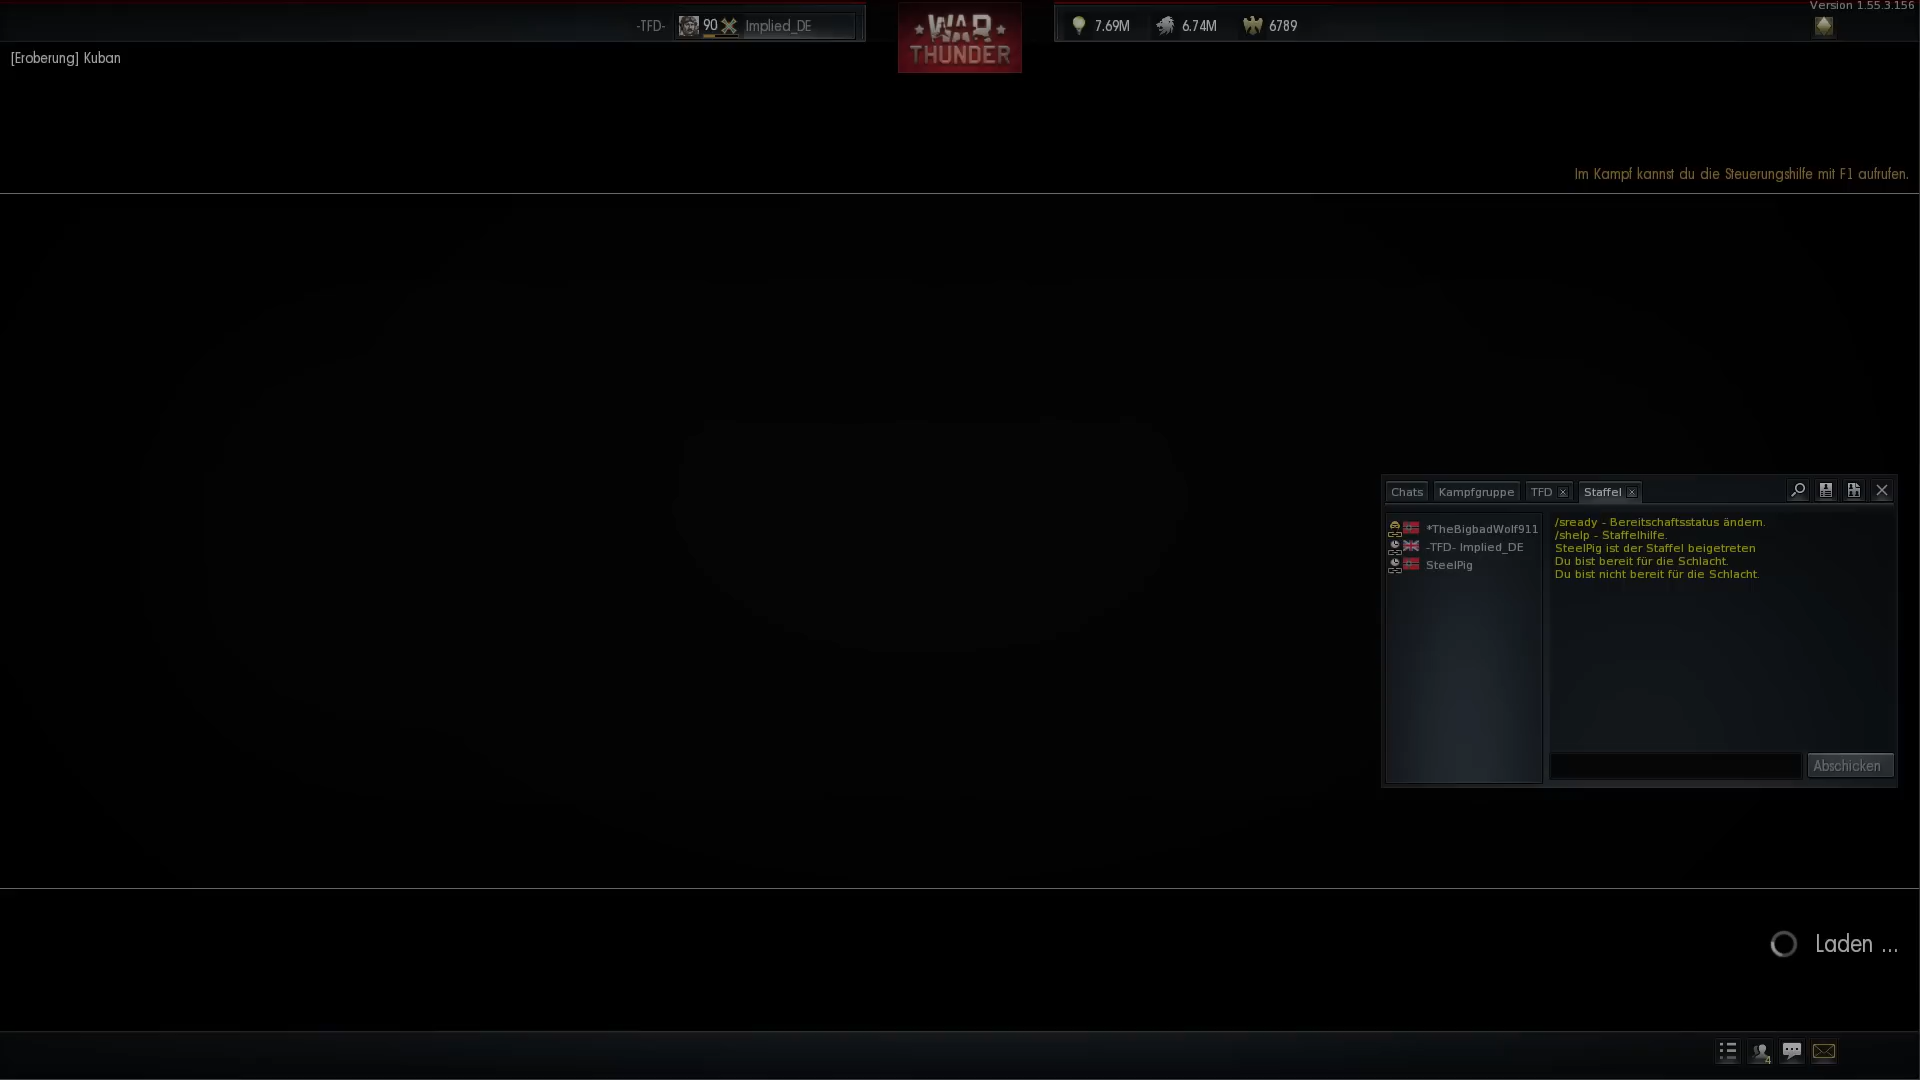 Version 1.55.3.156
-TFD- 90 Implied_DE
WAR THUNDER
7.69M 6.74M 6789
[Eroberung] Kuban
Im Kampf kannst du die Steuerungshilfe mit F1 aufrufen.
Chats Kampfgruppe TFD x Staffel x
*TheBigbadWolf911
-TFD- Implied_DE
SteelPig
/sready - Bereitschaftsstatus ändern.
/shelp - Staffelhilfe.
SteelPig ist der Staffel beigetreten
Du bist bereit für die Schlacht.
Du bist nicht bereit für die Schlacht.
Abschicken
Laden ...
4